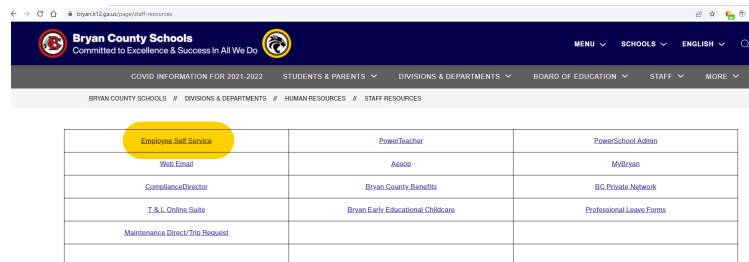 bryan.k12.ga.us/page/staff-resources
Bryan County Schools
Committed to Excellence & Success In All We Do
MENU SCHOOLS ENGLISH
COVID INFORMATION FOR 2021-2022 STUDENTS & PARENTS DIVISIONS & DEPARTMENTS BOARD OF EDUCATION STAFF MORE
BRYAN COUNTY SCHOOLS // DIVISIONS & DEPARTMENTS // HUMAN RESOURCES // STAFF RESOURCES
Employee Self Service PowerTeacher PowerSchool Admin
Web Email Aesop MyBryan
ComplianceDirector Bryan County Benefits BC Private Network
T & L Online Suite Bryan Early Educational Childcare Professional Leave Forms
Maintenance Direct/Trip Request